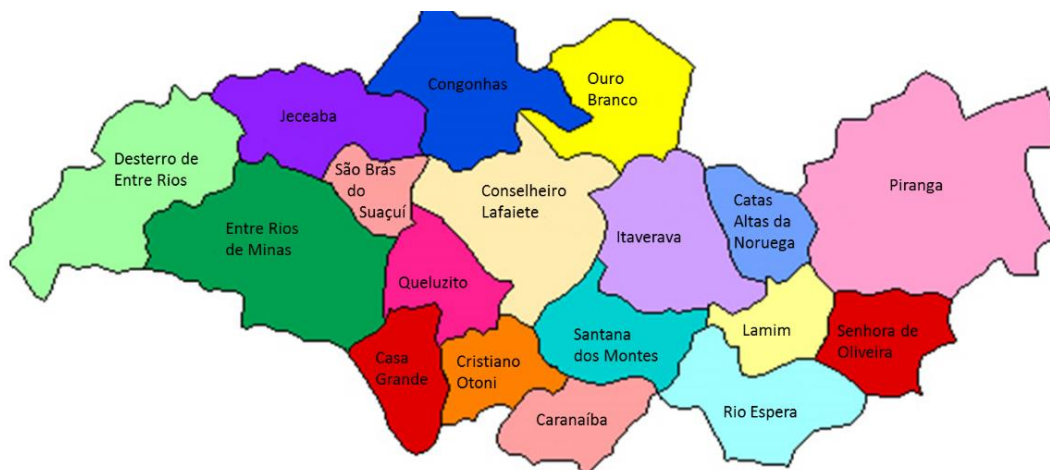 Congonhas
Ouro
Branco
Jeceaba
Desterro de
Entre Rios
São Brás
do
Suaçuí
Conselheiro
Lafaiete
Catas
Altas da
Noruega
Piranga
Entre Rios
de Minas
Itaverava
Queluzito
Santana
dos Montes
Lamim
Senhora de
Oliveira
Casa
Grande
Cristiano
Otoni
Caranaíba
Rio Espera